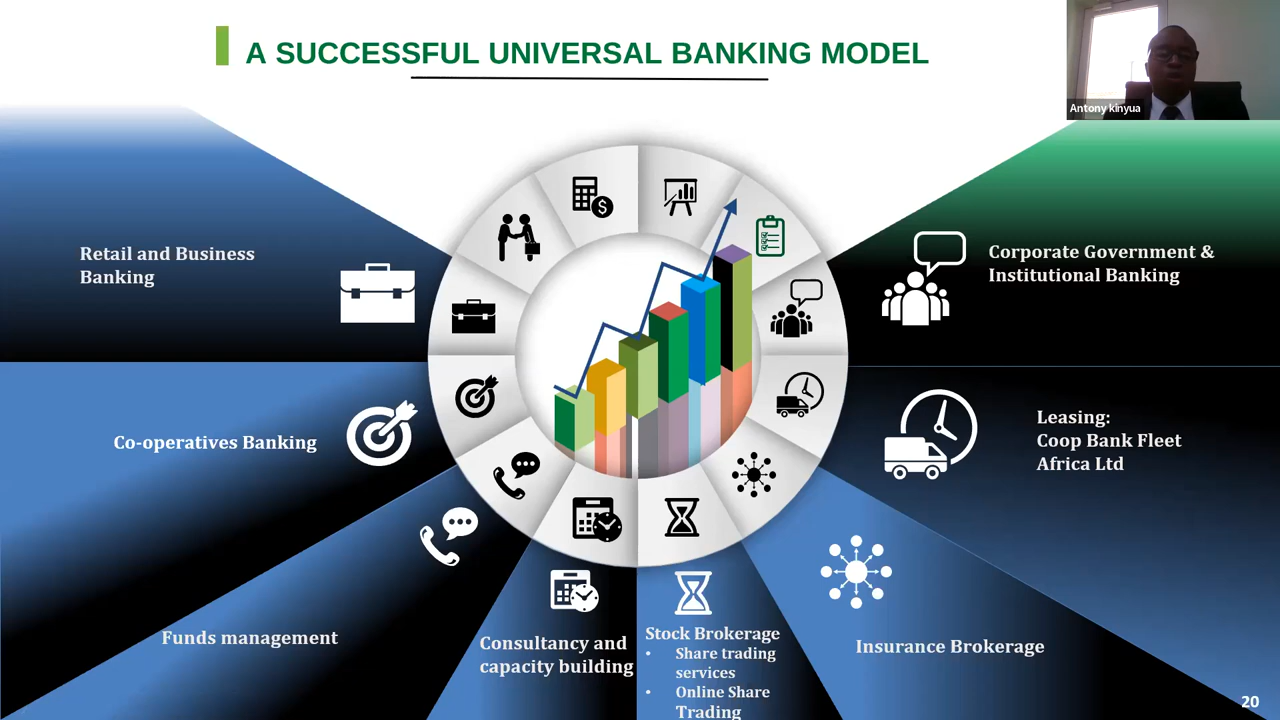 A SUCCESSFUL UNIVERSAL BANKING MODEL
Antony kinyua
Retail and Business
Banking
Corporate Government &
Institutional Banking
Co-operatives Banking
Leasing:
Coop Bank Fleet
Africa Ltd
Funds management
Consultancy and
capacity building
Stock Brokerage
• Share trading
services
• Online Share
Trading
Insurance Brokerage
20